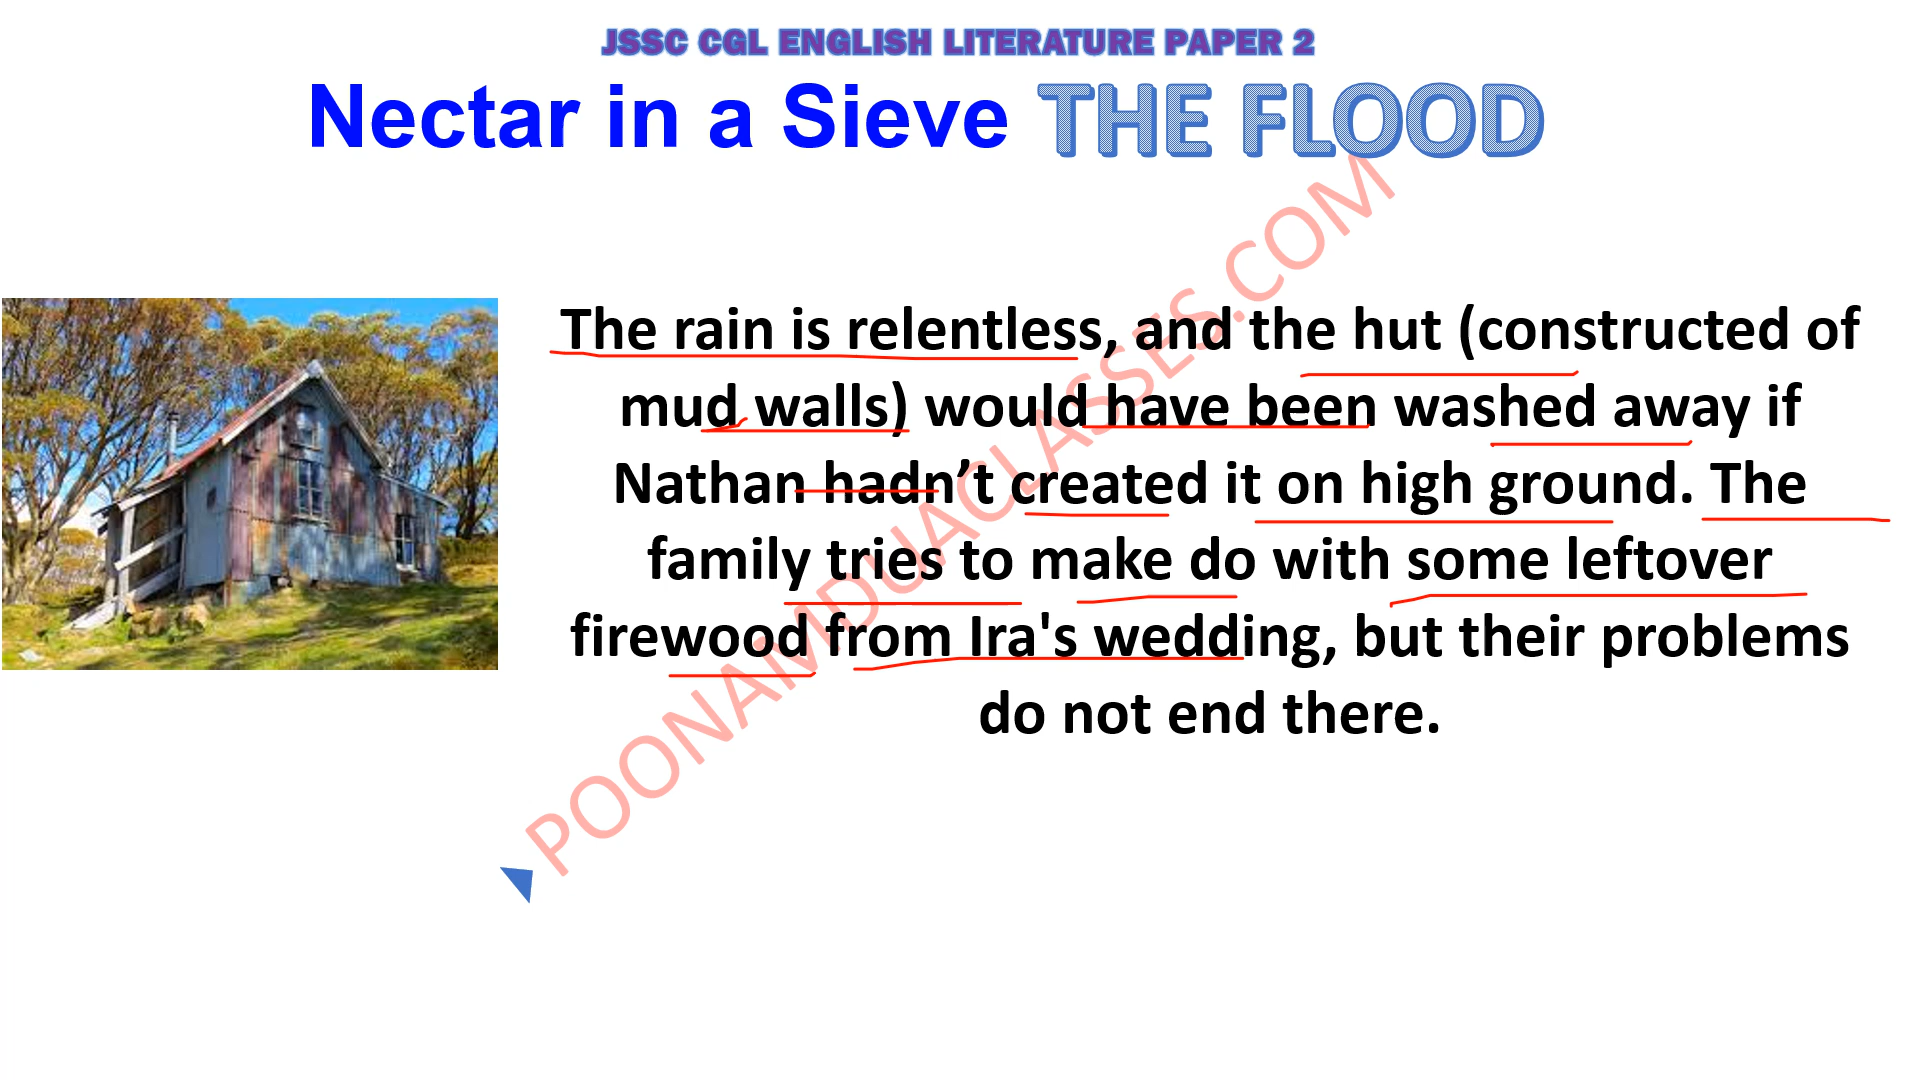 JSSC CGL ENGLISH LITERATURE PAPER 2
Nectar in a Sieve THE FLOOD
The rain is relentless, and the hut (constructed of
mud walls) would have been washed away if
Nathan hadn’t created it on high ground. The
family tries to make do with some leftover
firewood from Ira's wedding, but their problems
do not end there.
POONAMDUACLASSES.COM